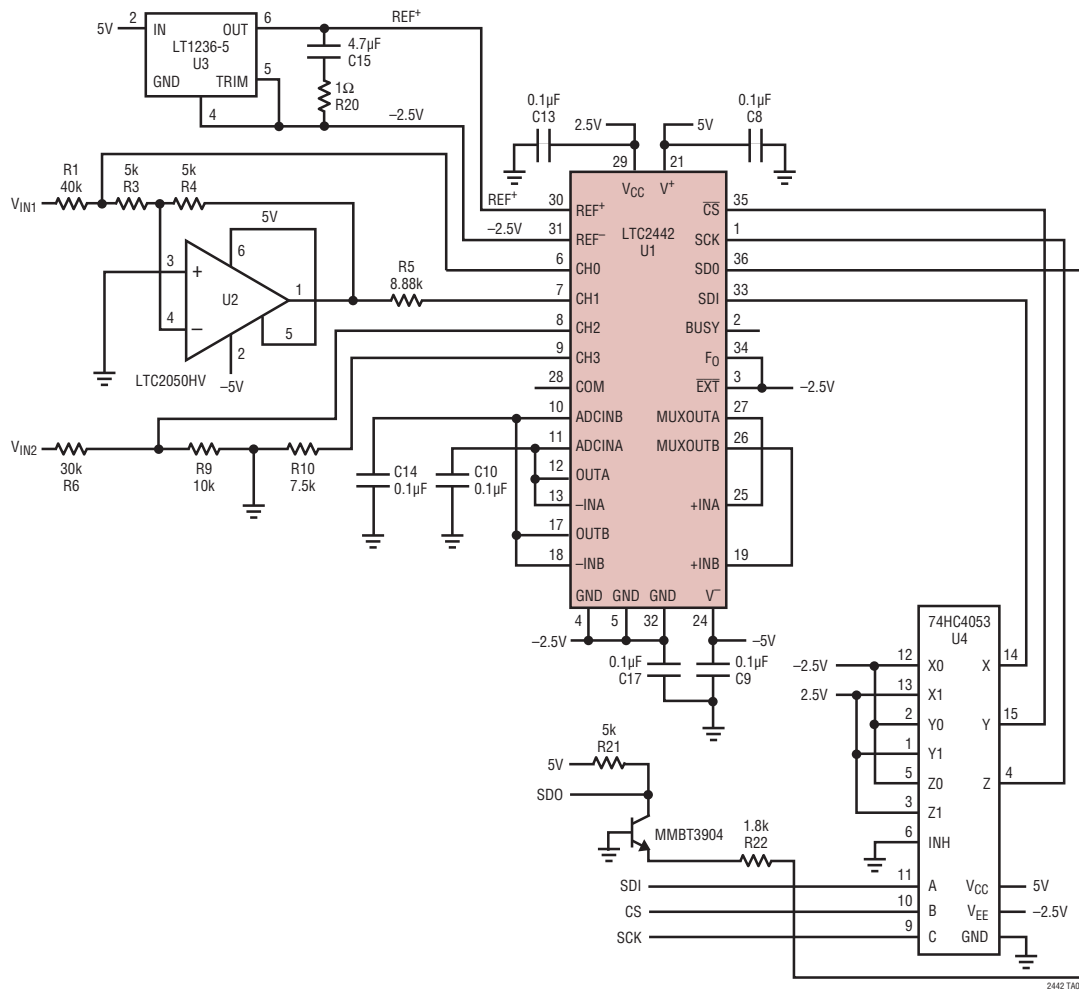 5V
2
IN
OUT
6
REF+
LT1236-5
U3
GND
TRIM
5
4
4.7µF
C15
1Ω
R20
–2.5V
0.1µF
C13
2.5V
5V
0.1µF
C8
29
21
VCC
V+
R1
40k
5k
R3
5k
R4
VIN1
REF+
–2.5V
5V
3
+
6
U2
1
4
–
5
2
LTC2050HV
–5V
R5
8.88k
LTC2442
U1
30
REF+
31
REF–
6
CH0
7
CH1
8
CH2
9
CH3
28
COM
10
ADCINB
11
ADCINA
12
OUTA
13
–INA
17
OUTB
18
–INB
CS
35
SCK
1
SD0
36
SDI
33
BUSY
2
FO
34
EXT
3
–2.5V
MUXOUTA
27
MUXOUTB
26
+INA
25
+INB
19
GND
GND
GND
V–
4
5
32
24
VIN2
30k
R6
R9
10k
R10
7.5k
C14
0.1µF
C10
0.1µF
–2.5V
–5V
0.1µF
C17
0.1µF
C9
74HC4053
U4
–2.5V
12
X0
X
14
2.5V
13
X1
2
Y0
Y
15
1
Y1
5
Z0
Z
4
3
Z1
6
INH
11
A
VCC
5V
10
B
VEE
–2.5V
9
C
GND
5k
R21
5V
SDO
MMBT3904
1.8k
R22
SDI
CS
SCK
2442 TA0